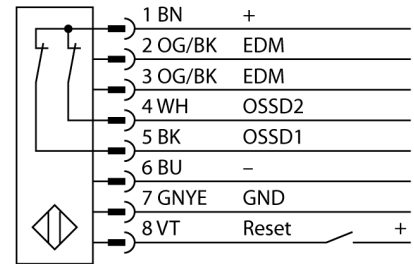 1 BN +
2 OG/BK EDM
3 OG/BK EDM
4 WH OSSD2
5 BK OSSD1
6 BU –
7 GNYE GND
8 VT Reset +